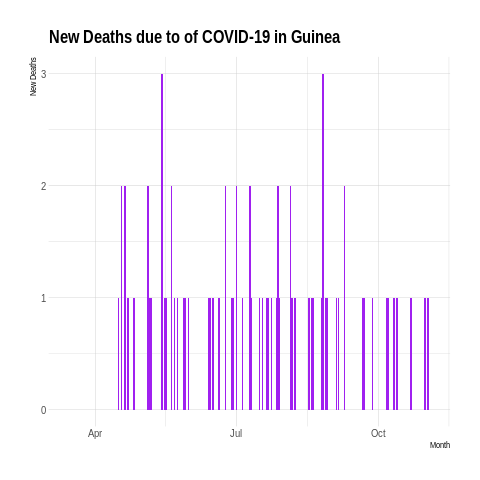 New Deaths due to of COVID-19 in Guinea
New Deaths
3
2
1
0
Apr
Jul
Oct
Month